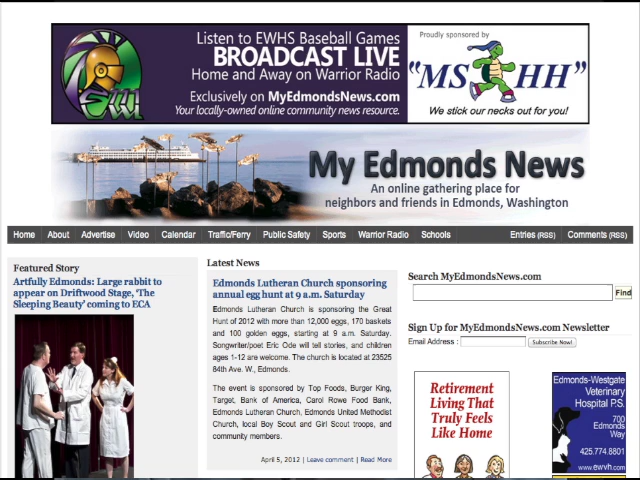 Listen to EWHS Baseball Games
BROADCAST LIVE
Home and Away on Warrior Radio
Exclusively on MyEdmondsNews.com
Your locally-owned online community news resource.
Proudly sponsored by
"MS HH"
We stick our necks out for you!
My Edmonds News
An online gathering place for
neighbors and friends in Edmonds, Washington
Home About Advertise Video Calendar Traffic/Ferry Public Safety Sports Warrior Radio Schools Entries (RSS) Comments (RSS)
Featured Story
Artfully Edmonds: Large rabbit to
appear on Driftwood Stage, 'The
Sleeping Beauty' coming to ECA
Latest News
Edmonds Lutheran Church sponsoring
annual egg hunt at 9 a.m. Saturday
Edmonds Lutheran Church is sponsoring the Great
Hunt of 2012 with more than 12,000 eggs, 170 baskets
and 100 golden eggs, starting at 9 a.m. Saturday.
Songwriter/poet Eric Ode will tell stories, and children
ages 1-12 are welcome. The church is located at 23525
84th Ave. W., Edmonds.
The event is sponsored by Top Foods, Burger King,
Target, Bank of America, Carol Rowe Food Bank,
Edmonds Lutheran Church, Edmonds United Methodist
Church, local Boy Scout and Girl Scout troops, and
community members.
April 5, 2012 | Leave comment | Read More
Search MyEdmondsNews.com
Find
Sign Up for MyEdmondsNews.com Newsletter
Email Address : Subscribe Now!
Retirement
Living That
Truly Feels
Like Home
Edmonds-Westgate
Veterinary
Hospital P.S.
700
Edmonds
Way
425.774.8801
www.ewvh.com